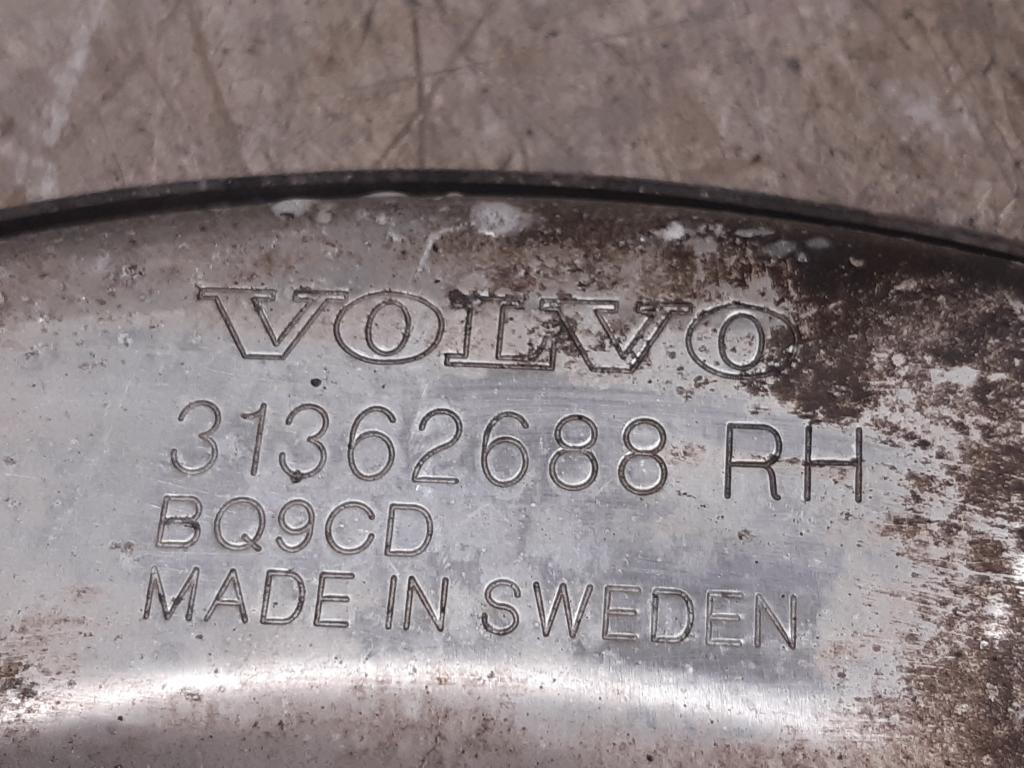 VOLVO
31362688 RH
BQ9CD
MADE IN SWEDEN